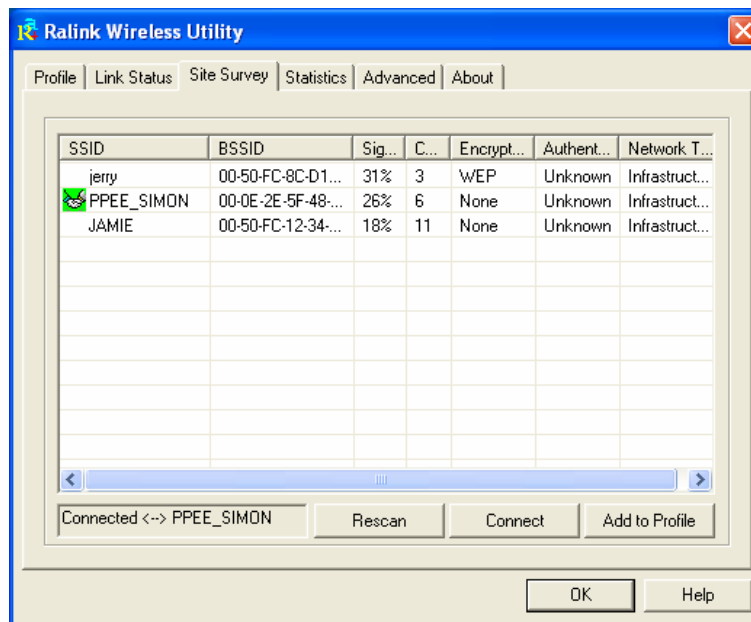 Ralink Wireless Utility
Profile Link Status Site Survey Statistics Advanced About
SSID BSSID Sig... C... Encrypt... Authent... Network T...
jerry 00-50-FC-8C-D1... 31% 3 WEP Unknown Infrastruct...
PPEE_SIMON 00-0E-2E-5F-48-... 26% 6 None Unknown Infrastruct...
JAMIE 00-50-FC-12-34-... 18% 11 None Unknown Infrastruct...
Connected <--> PPEE_SIMON Rescan Connect Add to Profile
OK Help